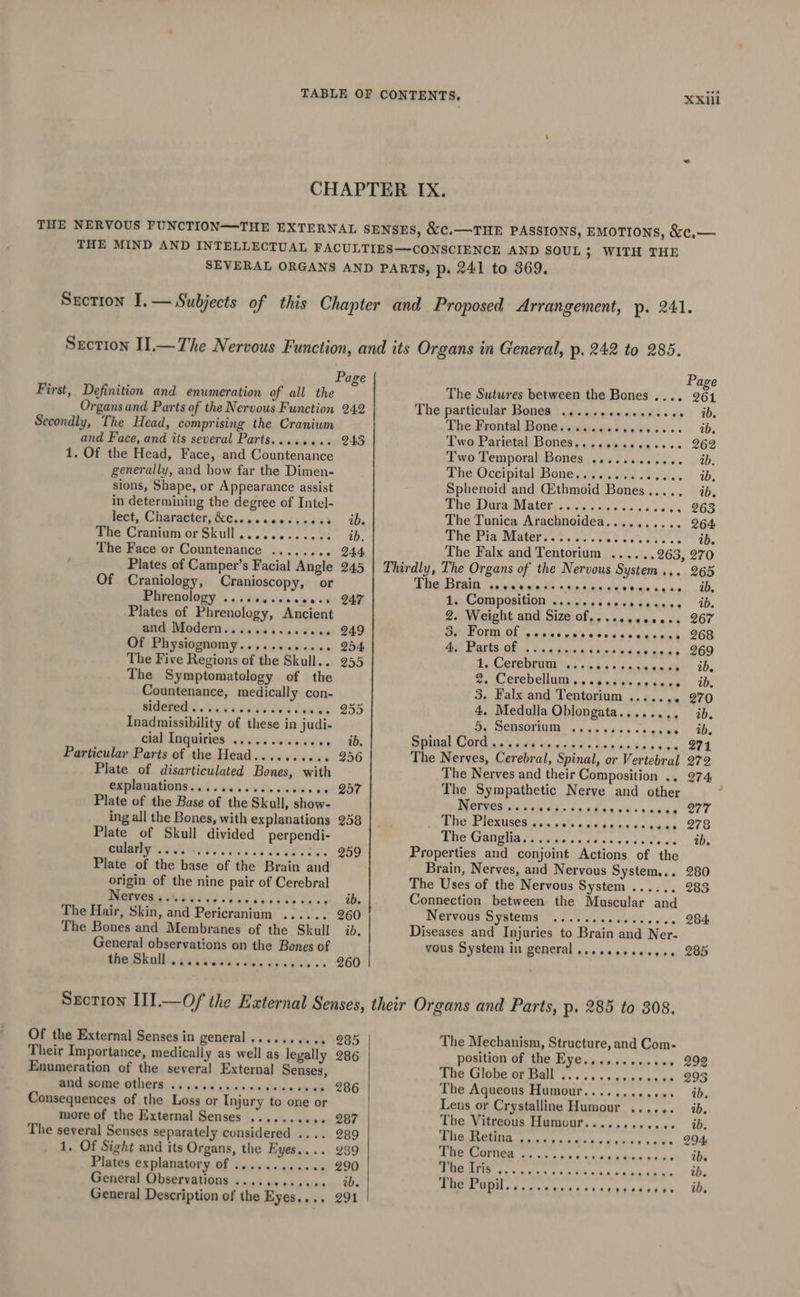 TABLE OF CONTENTS. xxiii
CHAPTER IX.
THE NERVOUS FUNCTION—THE EXTERNAL SENSES, &c.—THE PASSIONS, EMOTIONS, &c.—
THE MIND AND INTELLECTUAL FACULTIES—CONSCIENCE AND SOUL; WITH THE
SEVERAL ORGANS AND PARTS, p. 241 to 369.
SECTION I.—Subjects of this Chapter and Proposed Arrangement, p. 241.
SECTION II.—The Nervous Function, and its Organs in General, p. 242 to 285.
Page
First, Definition and enumeration of all the
Organs and Parts of the Nervous Function 242
Secondly, The Head, comprising the Cranium
and Face, and its several Parts........ 243
1. Of the Head, Face, and Countenance
generally, and how far the Dimen-
sions, Shape, or Appearance assist
in determining the degree of Intel-
lect, Character, &c............. ib.
The Cranium or Skull............ ib.
The Face or Countenance ........ 244
Plates of Camper's Facial Angle 245
Of Craniology, Cranioscopy, or
Phrenology .............. 247
Plates of Phrenology, Ancient
and Modern.............. 249
Of Physiognomy............ 254
The Five Regions of the Skull.. 255
The Symptomatology of the
Countenance, medically con-
sidered.................. 255
Inadmissibility of these in judi-
cial Inquiries ............ ib.
Particular Parts of the Head.......... 256
Plate of disarticulated Bones, with
explanations.................. 257
Plate of the Base of the Skull, show-
ing all the Bones, with explanations 258
Plate of Skull divided perpendi-
cularly ...................... 259
Plate of the base of the Brain and
origin of the nine pair of Cerebral
Nerves...................... ib.
The Hair, Skin, and Pericranium ...... 260
The Bones and Membranes of the Skull ib.
General observations on the Bones of
the Skull .................... 260
Page
The Sutures between the Bones .... 261
The particular Bones .............. ib.
The Frontal Bone.............. ib.
Two Parietal Bones............ 262
Two Temporal Bones ............ ib.
The Occipital Bone.............. ib.
Sphenoid and Œthmoid Bones..... ib.
The Dura Mater ................ 263
The Tunica Arachnoidea.......... 264
The Pia Mater.................. ib.
The Falx and Tentorium ......263, 270
Thirdly, The Organs of the Nervous System ... 265
The Brain ........................ ib.
1. Composition .................. ib.
2. Weight and Size of............ 267
3. Form of .................... 268
4. Parts of .................... 269
1. Cerebrum ................ ib.
2. Cerebellum................ ib.
3. Falx and Tentorium ...... 270
4. Medulla Oblongata........ ib.
5. Sensorium .............. ib.
Spinal Cord........................ 271
The Nerves, Cerebral, Spinal, or Vertebral 272
The Nerves and their Composition .. 274
The Sympathetic Nerve and other
Nerves...................... 277
The Plexuses.................... 278
The Ganglia.................... ib.
Properties and conjoint Actions of the
Brain, Nerves, and Nervous System... 280
The Uses of the Nervous System ...... 283
Connection between the Muscular and
Nervous Systems ................ 284
Diseases and Injuries to Brain and Ner-
vous System in general............ 285
SECTION III.—Of the External Senses, their Organs and Parts, p. 285 to 308.
Of the External Senses in general.......... 285
Their Importance, medically as well as legally 286
Enumeration of the several External Senses,
and some others .................... 286
Consequences of the Loss or Injury to one or
more of the External Senses .......... 287
The several Senses separately considered .... 289
1. Of Sight and its Organs, the Eyes.... 289
Plates explanatory of ............ 290
General Observations ............ ib.
General Description of the Eyes.... 291
The Mechanism, Structure, and Com-
position of the Eye............ 292
The Globe or Ball .............. 293
The Aqueous Humour............ ib.
Lens or Crystalline Humour ...... ib.
The Vitreous Humour............ ib.
The Retina .................... 294
The Cornea .................... ib.
The Iris ...................... ib.
The Pupil...................... ib.